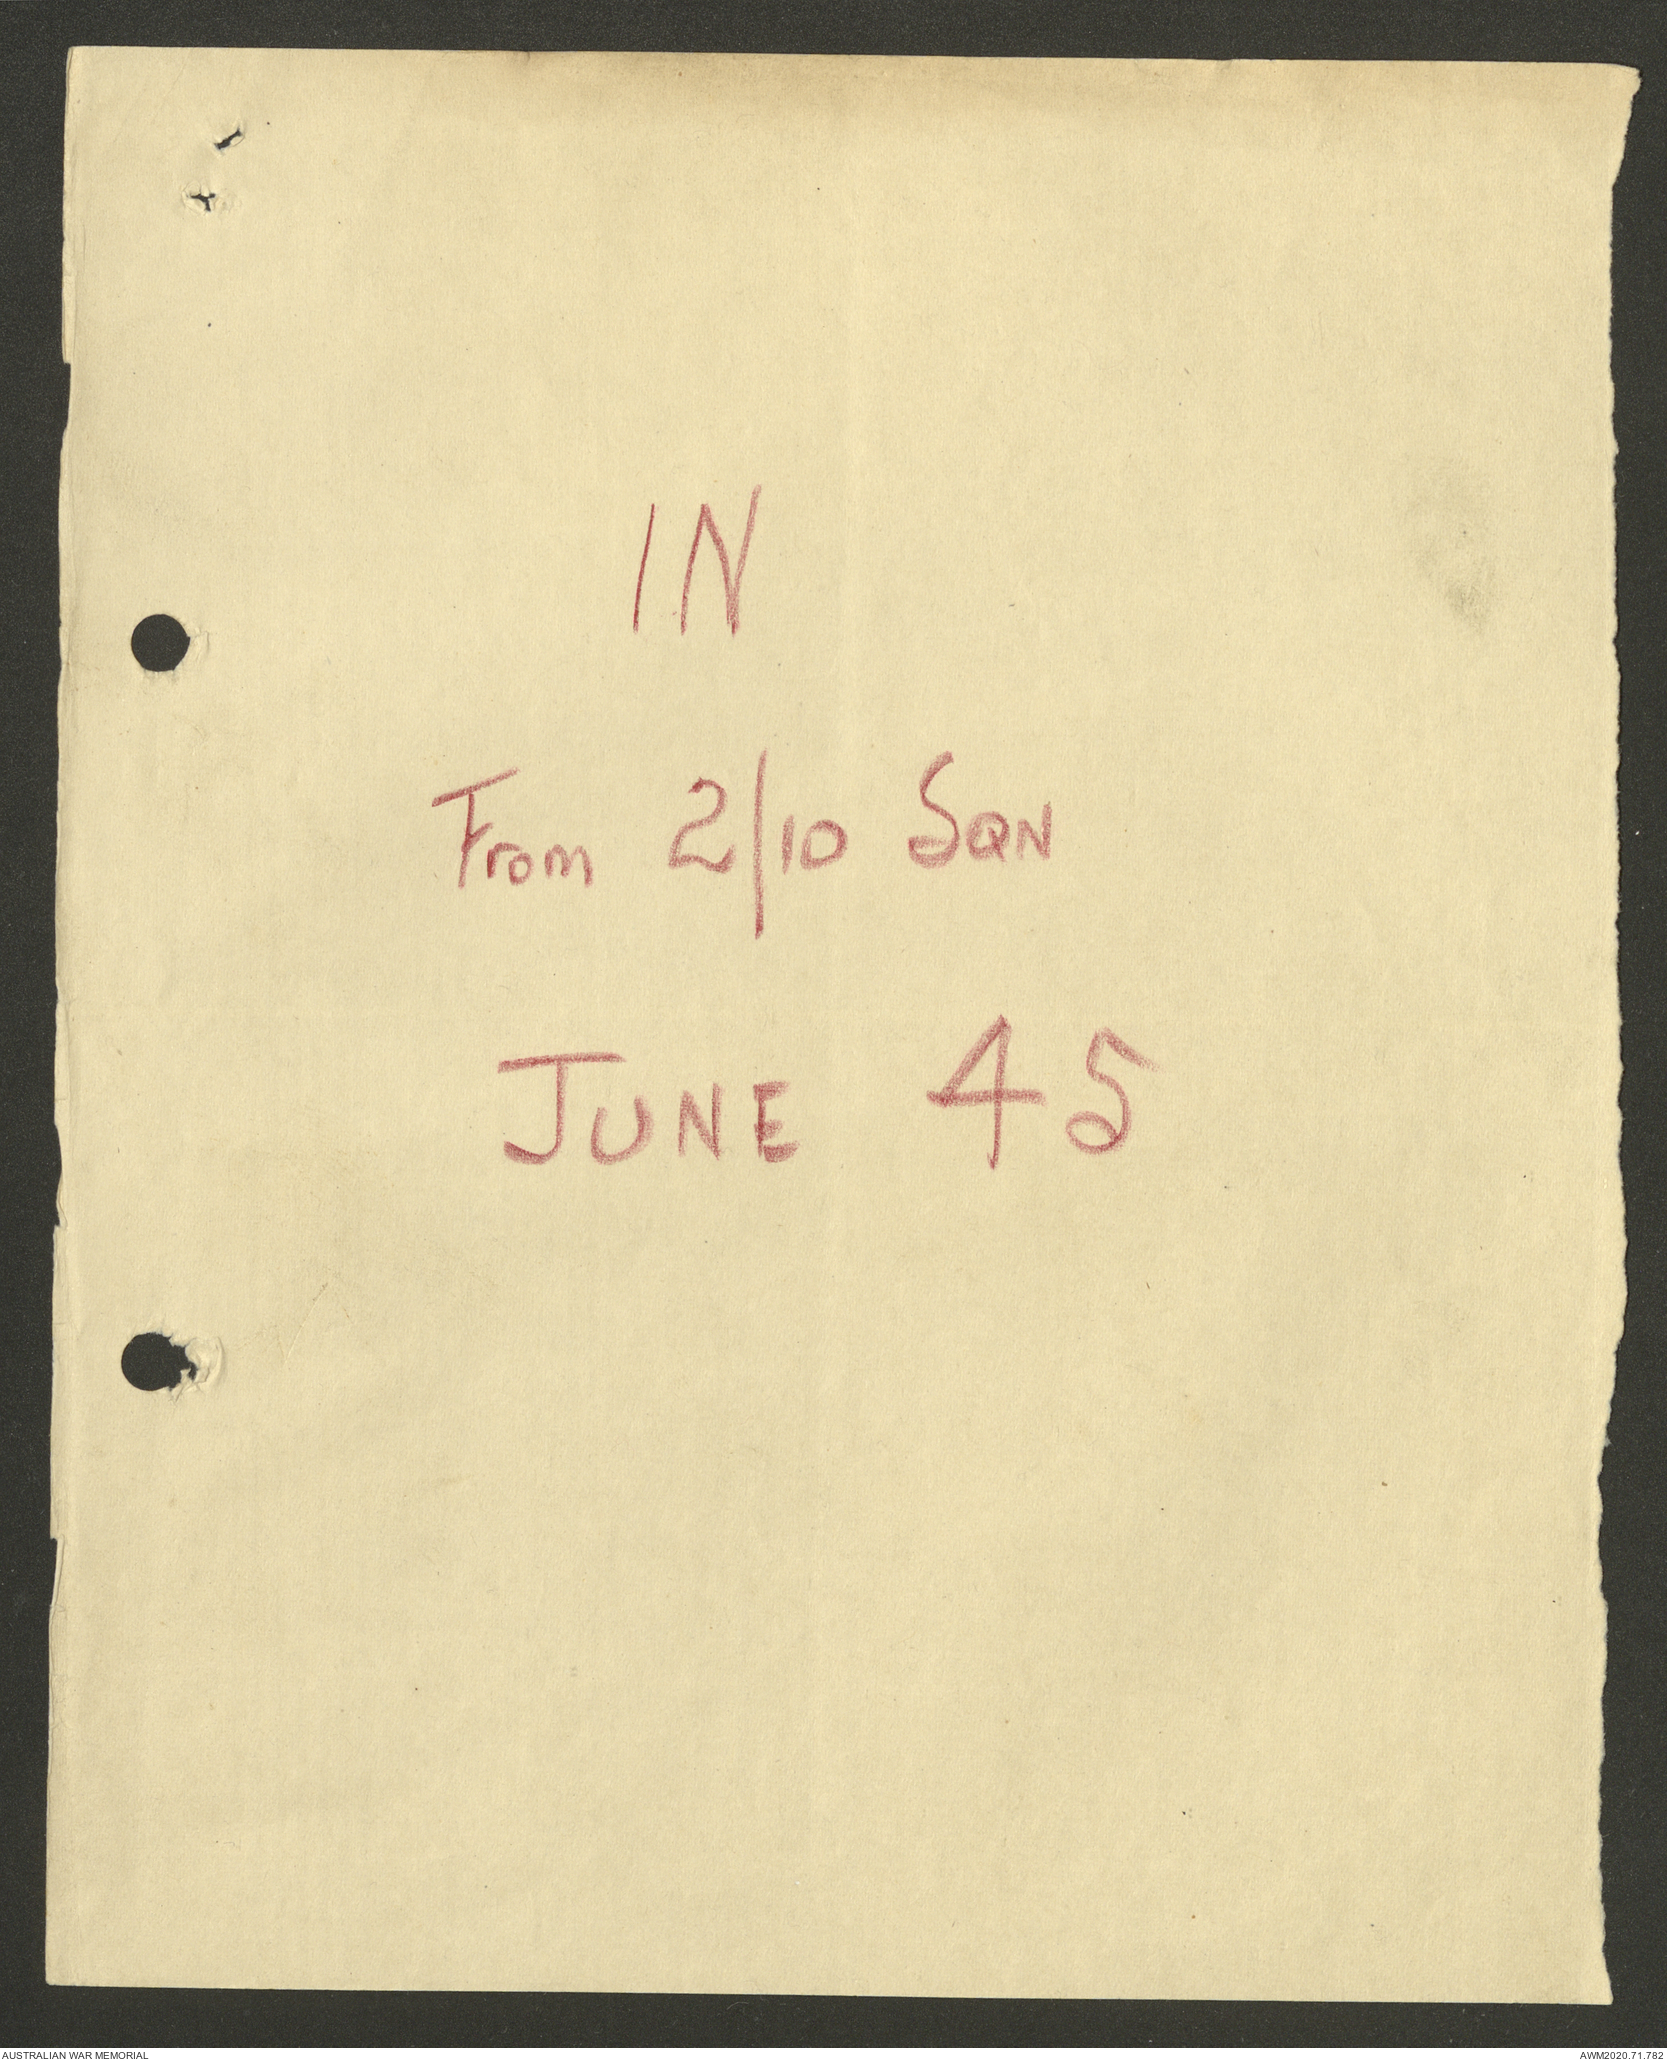 IN
From 2/10 SQN
JUNE 45
AUSTRALIAN WAR MEMORIAL
AWM2020.71.782